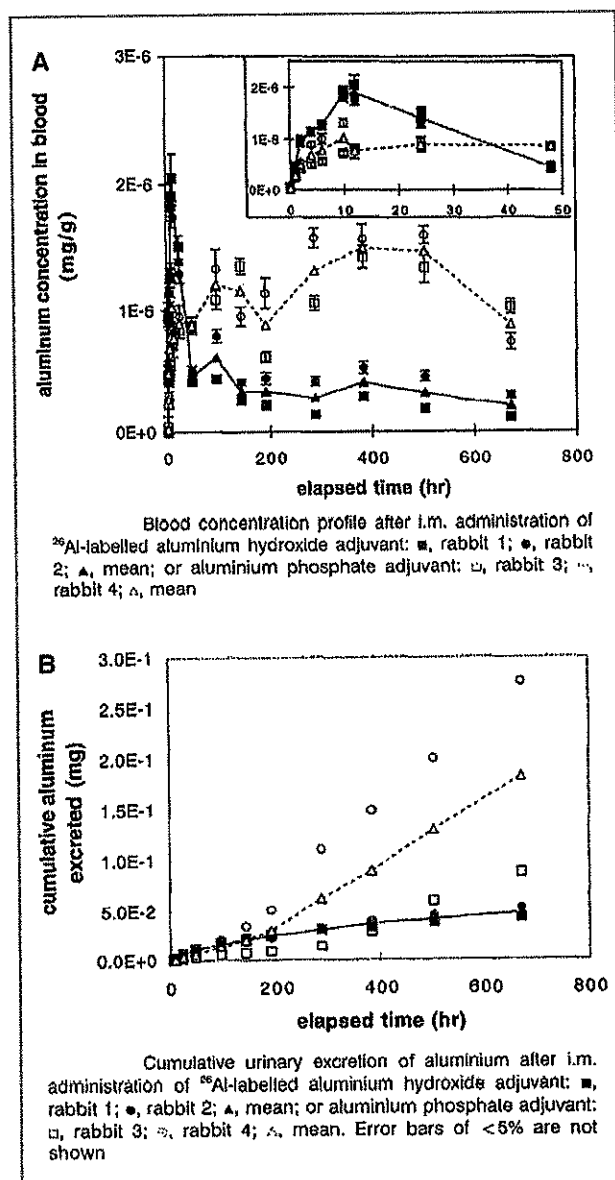 A
3E-6
2E-6
1E-6
0E+0
aluminum concentration in blood
(mg/g)
2E-6
1E-6
0E+0
0 10 20 30 40 50
0 200 400 600 800
elapsed time (hr)
Blood concentration profile after i.m. administration of
²⁶Al-labelled aluminium hydroxide adjuvant: ■, rabbit 1; ●, rabbit
2; ▲, mean; or aluminium phosphate adjuvant: □, rabbit 3; ○,
rabbit 4; △, mean
B
3.0E-1
2.5E-1
2.0E-1
1.5E-1
1.0E-1
5.0E-2
0.0E+0
cumulative aluminum
excreted (mg)
0 200 400 600 800
elapsed time (hr)
Cumulative urinary excretion of aluminium after i.m.
administration of ²⁶Al-labelled aluminium hydroxide adjuvant: ■,
rabbit 1; ●, rabbit 2; ▲, mean; or aluminium phosphate adjuvant:
□, rabbit 3; ○, rabbit 4; △, mean. Error bars of <5% are not
shown